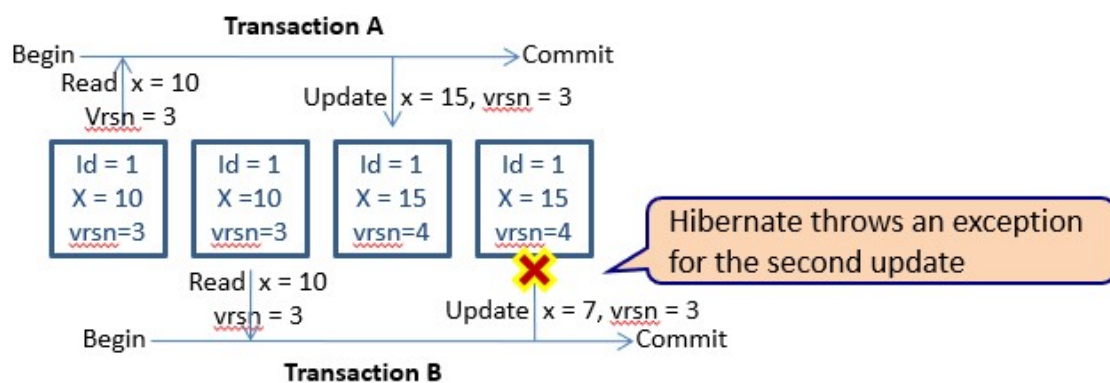 Transaction A
Begin
Commit
Read x = 10
Vrsn = 3
Update x = 15, vrsn = 3
Id = 1
X = 10
vrsn=3
Id = 1
X =10
vrsn=3
Id = 1
X = 15
vrsn=4
Id = 1
X = 15
vrsn=4
Hibernate throws an exception
for the second update
Read x = 10
vrsn = 3
Update x = 7, vrsn = 3
Begin
Commit
Transaction B